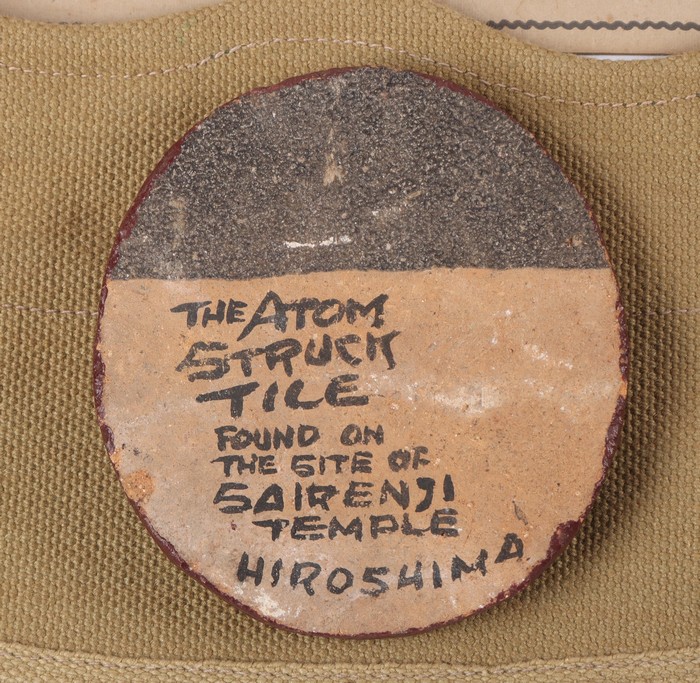 THE ATOM
STRUCK
TILE
FOUND ON
THE SITE OF
SAIRENJI
TEMPLE
HIROSHIMA